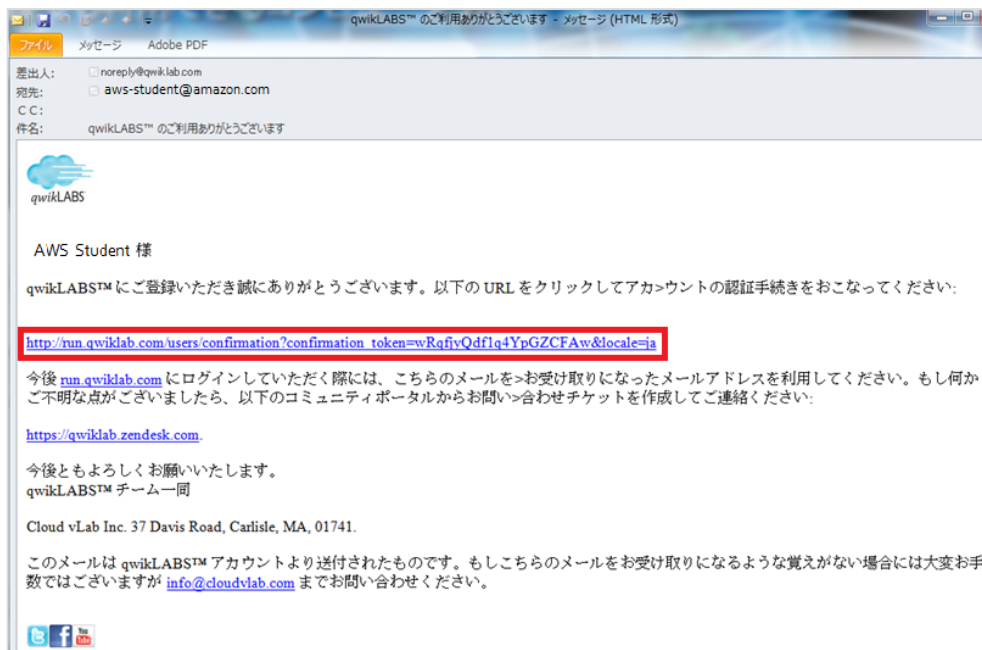 qwikLABS™ のご利用ありがとうございます - メッセージ (HTML 形式)
ファイル メッセージ Adobe PDF
差出人: noreply@qwiklab.com
宛先: aws-student@amazon.com
CC:
件名: qwikLABS™ のご利用ありがとうございます
qwikLABS
AWS Student 様
qwikLABS™ にご登録いただき誠にありがとうございます。以下の URL をクリックしてアカ>ウントの認証手続きをおこなってください:
http://run.qwiklab.com/users/confirmation?confirmation_token=wRqfjyQdf1q4YpGZCFAw&locale=ja
今後 run.qwiklab.com にログインしていただく際には、こちらのメールを>お受け取りになったメールアドレスを利用してください。もし何か
ご不明な点がございましたら、以下のコミュニティポータルからお問い>合わせチケットを作成してご連絡ください:
https://qwiklab.zendesk.com.
今後ともよろしくお願いいたします。
qwikLABS™ チーム一同
Cloud vLab Inc. 37 Davis Road, Carlisle, MA, 01741.
このメールは qwikLABS™ アカウントより送付されたものです。もしこちらのメールをお受け取りになるような覚えがない場合には大変お手
数ではございますが info@cloudvlab.com までお問い合わせください。
You Tube